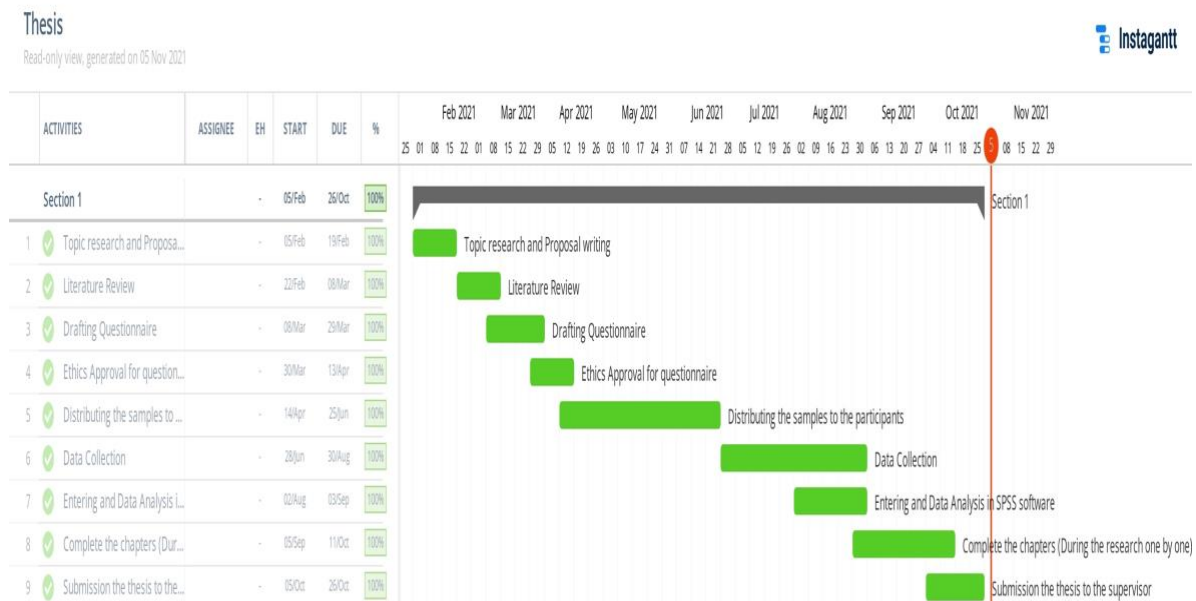 Thesis
Read-only view, generated on 05 Nov 2021
Instagantt
ACTIVITIES ASSIGNEE EH START DUE %
Feb 2021 Mar 2021 Apr 2021 May 2021 Jun 2021 Jul 2021 Aug 2021 Sep 2021 Oct 2021 Nov 2021
25 01 08 15 22 01 08 15 22 29 05 12 19 26 03 10 17 24 31 07 14 21 28 05 12 19 26 02 09 16 23 30 06 13 20 27 04 11 18 25 5 08 15 22 29
Section 1 - 05/Feb 26/Oct 100% Section 1
1 Topic research and Proposa... - 05/Feb 19/Feb 100% Topic research and Proposal writing
2 Literature Review - 22/Feb 08/Mar 100% Literature Review
3 Drafting Questionnaire - 08/Mar 29/Mar 100% Drafting Questionnaire
4 Ethics Approval for question... - 30/Mar 13/Apr 100% Ethics Approval for questionnaire
5 Distributing the samples to ... - 14/Apr 25/Jun 100% Distributing the samples to the participants
6 Data Collection - 28/Jun 30/Aug 100% Data Collection
7 Entering and Data Analysis i... - 02/Aug 03/Sep 100% Entering and Data Analysis in SPSS software
8 Complete the chapters (Dur... - 05/Sep 11/Oct 100% Complete the chapters (During the research one by one)
9 Submission the thesis to the... - 05/Oct 26/Oct 100% Submission the thesis to the supervisor